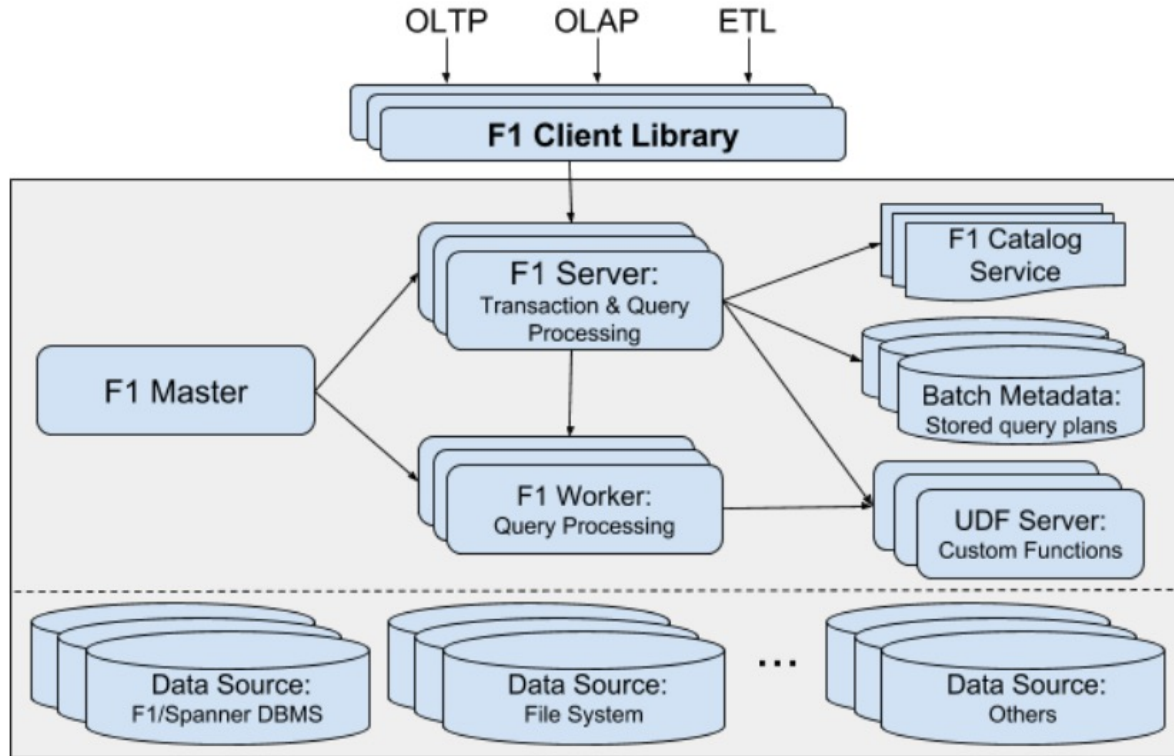 OLTP OLAP ETL
F1 Client Library
F1 Server:
Transaction & Query
Processing
F1 Catalog
Service
F1 Master
Batch Metadata:
Stored query plans
F1 Worker:
Query Processing
UDF Server:
Custom Functions
Data Source:
F1/Spanner DBMS
Data Source:
File System
...
Data Source:
Others